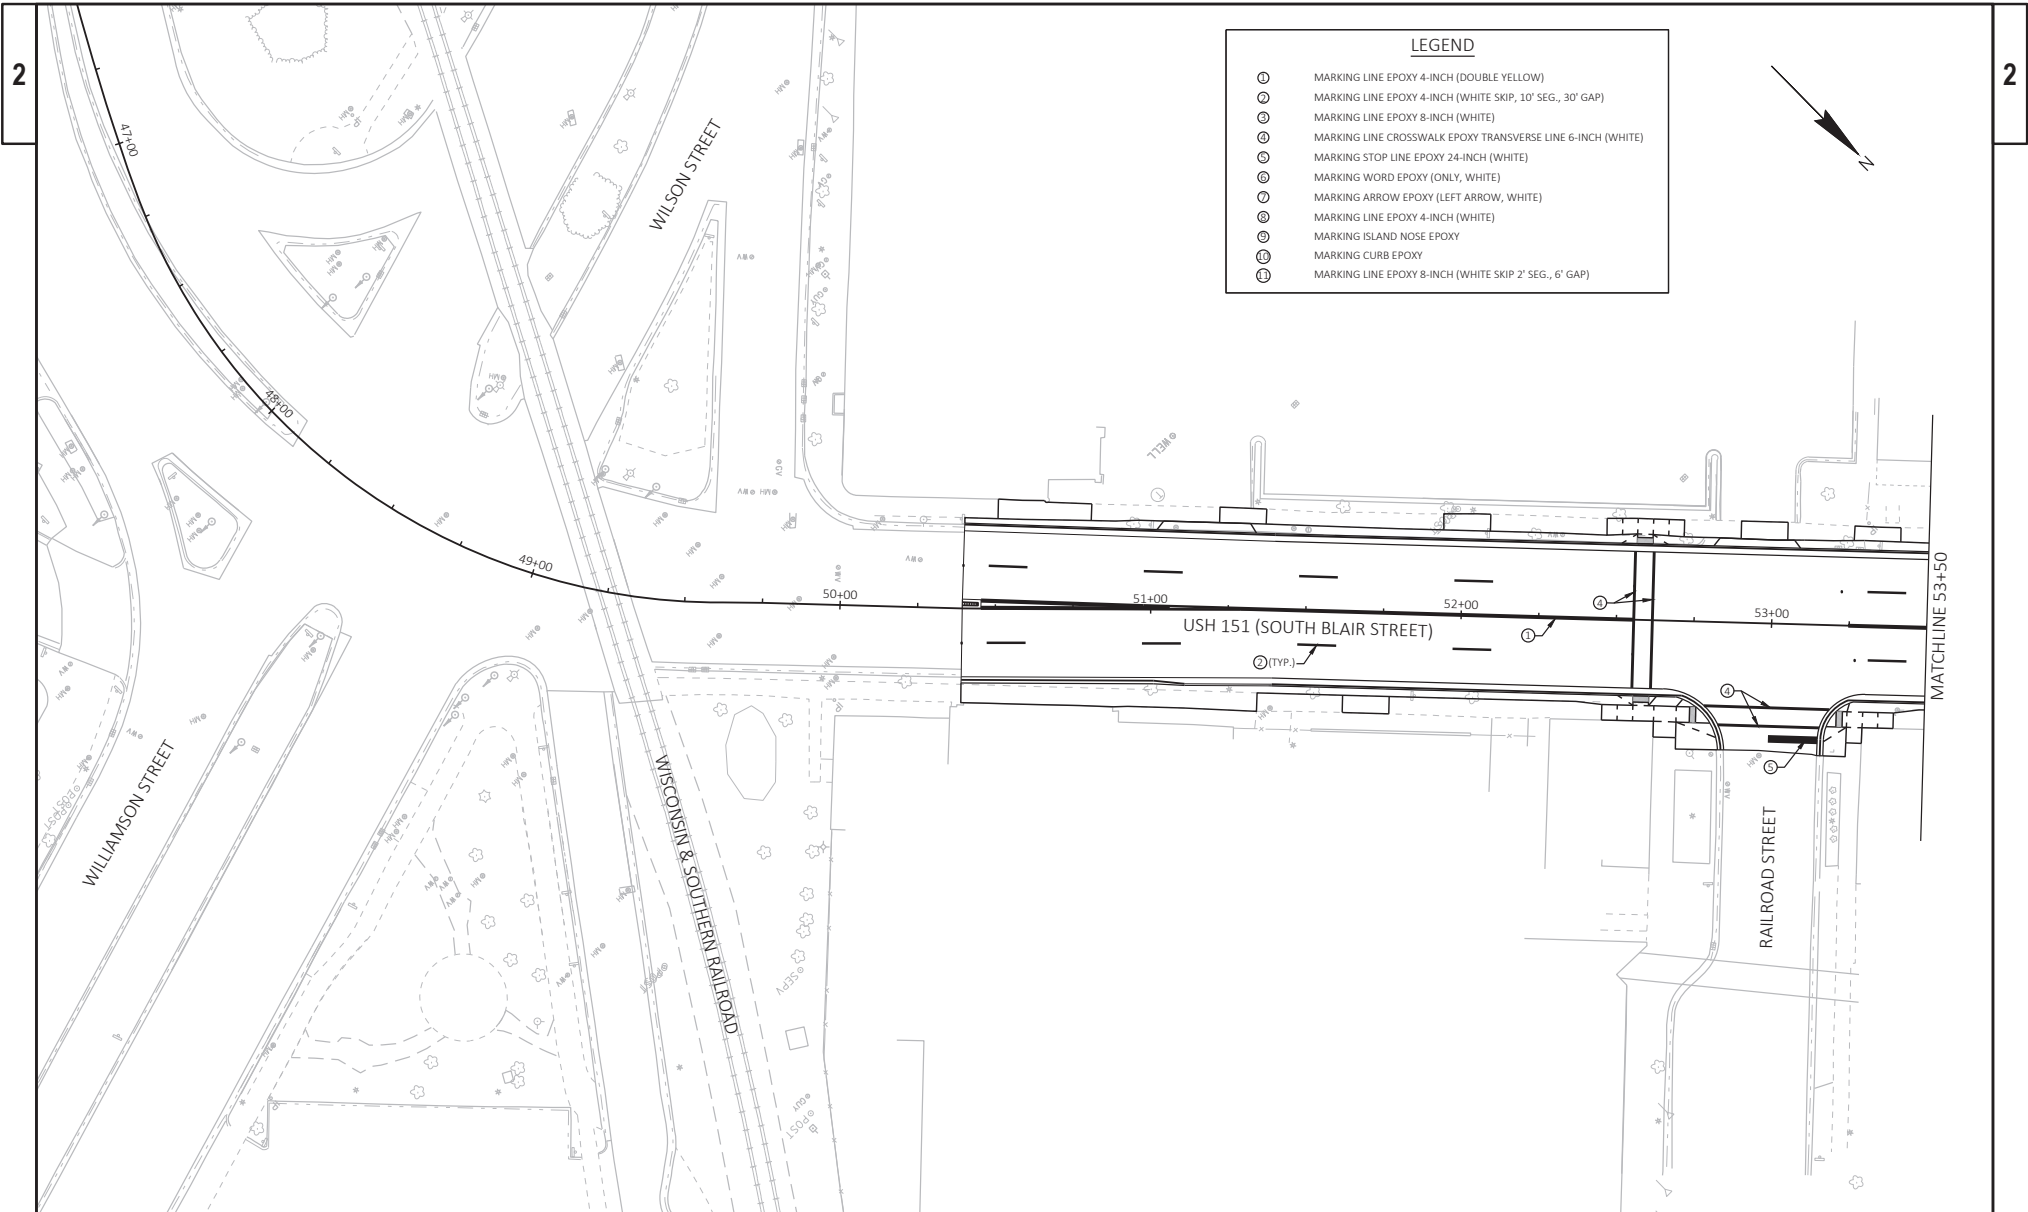 2
2
LEGEND
1 MARKING LINE EPOXY 4-INCH (DOUBLE YELLOW)
2 MARKING LINE EPOXY 4-INCH (WHITE SKIP, 10' SEG., 30' GAP)
3 MARKING LINE EPOXY 8-INCH (WHITE)
4 MARKING LINE CROSSWALK EPOXY TRANSVERSE LINE 6-INCH (WHITE)
5 MARKING STOP LINE EPOXY 24-INCH (WHITE)
6 MARKING WORD EPOXY (ONLY, WHITE)
7 MARKING ARROW EPOXY (LEFT ARROW, WHITE)
8 MARKING LINE EPOXY 4-INCH (WHITE)
9 MARKING ISLAND NOSE EPOXY
10 MARKING CURB EPOXY
11 MARKING LINE EPOXY 8-INCH (WHITE SKIP 2' SEG., 6' GAP)
N
47+00
WILSON STREET
48+00
WELL
49+00
50+00
51+00
52+00
53+00
USH 151 (SOUTH BLAIR STREET)
4
1
2 (TYP.)
4
5
MATCHLINE 53+50
WILLIAMSON STREET
WISCONSIN & SOUTHERN RAILROAD
RAILROAD STREET
SEPV
GUY
POST